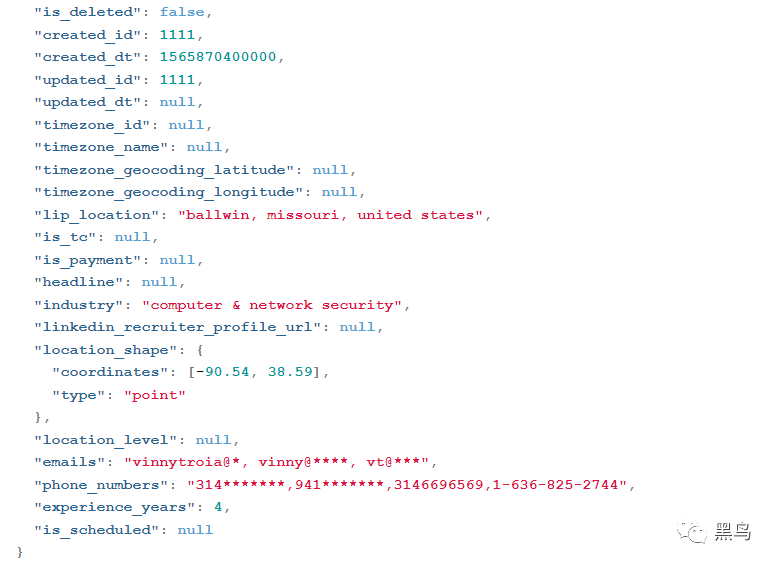 "is_deleted": false,
"created_id": 1111,
"created_dt": 1565870400000,
"updated_id": 1111,
"updated_dt": null,
"timezone_id": null,
"timezone_name": null,
"timezone_geocoding_latitude": null,
"timezone_geocoding_longitude": null,
"lip_location": "ballwin, missouri, united states",
"is_tc": null,
"is_payment": null,
"headline": null,
"industry": "computer & network security",
"linkedin_recruiter_profile_url": null,
"location_shape": {
"coordinates": [-90.54, 38.59],
"type": "point"
},
"location_level": null,
"emails": "vinnytroia@*, vinny@****, vt@***",
"phone_numbers": "314*******,941*******,3146696569,1-636-825-2744",
"experience_years": 4,
"is_scheduled": null
}
黑鸟